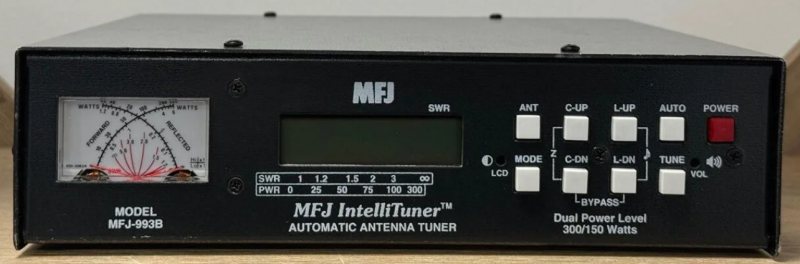 MFJ
SWR
WATTS
WATTS
FORWARD
REFLECTED
SWR
MODEL
MFJ-993B
SWR 1 1.2 1.5 2 3 ∞
PWR 0 25 50 75 100 300
MFJ IntelliTuner™
AUTOMATIC ANTENNA TUNER
ANT C-UP L-UP AUTO POWER
MODE C-DN L-DN TUNE
LCD
Z
VOL
BYPASS
Dual Power Level
300/150 Watts